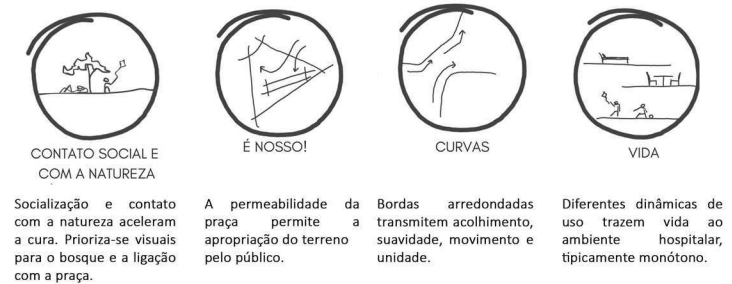 CONTATO SOCIAL E
COM A NATUREZA
Socialização e contato
com a natureza aceleram
a cura. Prioriza-se visuais
para o bosque e a ligação
com a praça.
É NOSSO!
A permeabilidade da
praça permite a
apropriação do terreno
pelo público.
CURVAS
Bordas arredondadas
transmitem acolhimento,
suavidade, movimento e
unidade.
VIDA
Diferentes dinâmicas de
uso trazem vida ao
ambiente hospitalar,
tipicamente monótono.